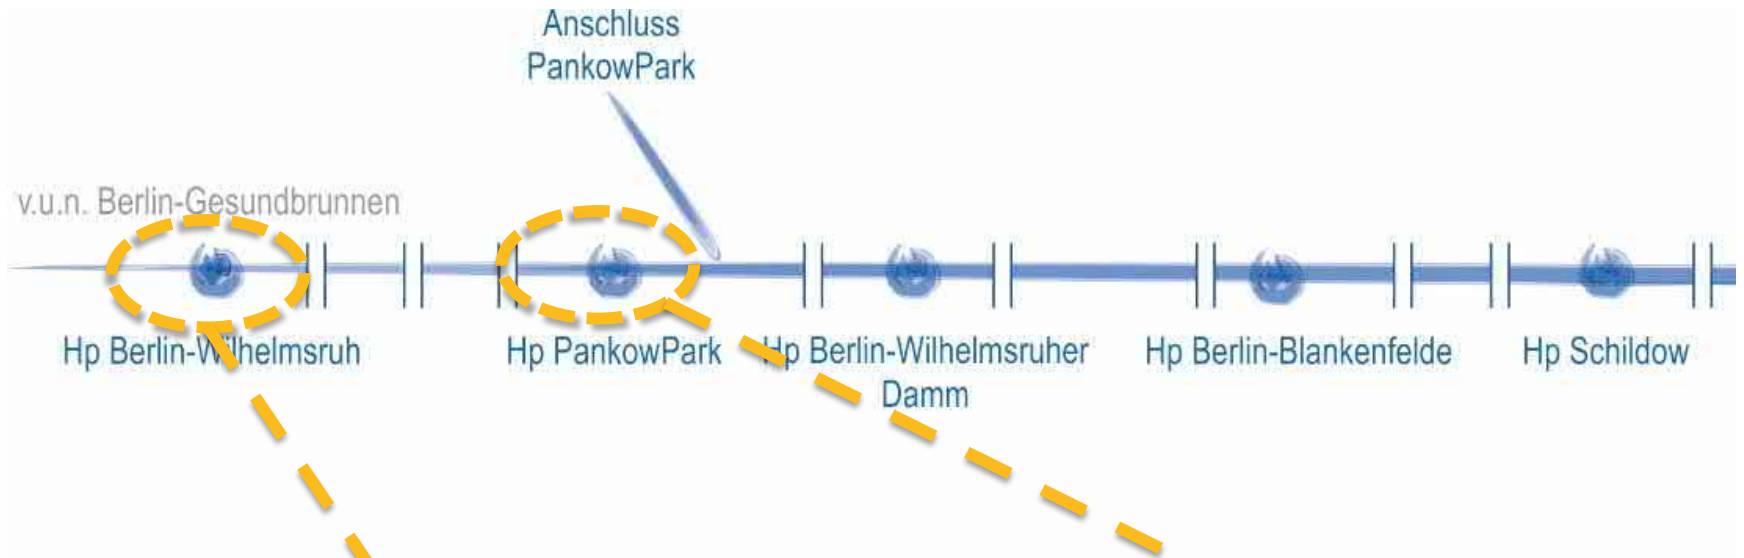 Anschluss
PankowPark
v.u.n. Berlin-Gesundbrunnen
Hp Berlin-Wilhelmsruh
Hp PankowPark
Hp Berlin-Wilhelmsruher
Damm
Hp Berlin-Blankenfelde
Hp Schildow